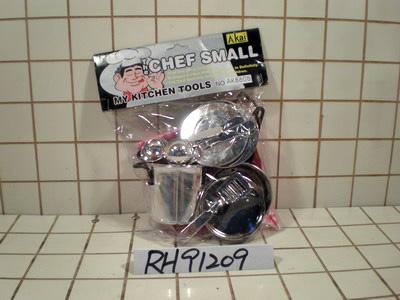 Akai
CHEF SMALL
MY KITCHEN TOOLS
RH91209